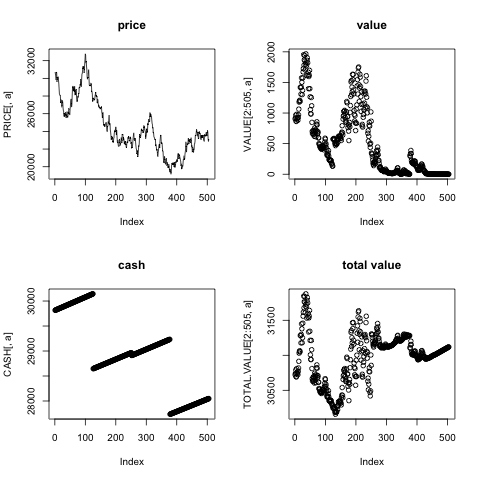 price
PRICE[, a]
20000 26000 32000
0 100 200 300 400 500
Index
value
VALUE[2:505, a]
0 500 1000 1500 2000
0 100 200 300 400 500
Index
cash
CASH[, a]
28000 29000 30000
0 100 200 300 400 500
Index
total value
TOTAL.VALUE[2:505, a]
30500 31500
0 100 200 300 400 500
Index